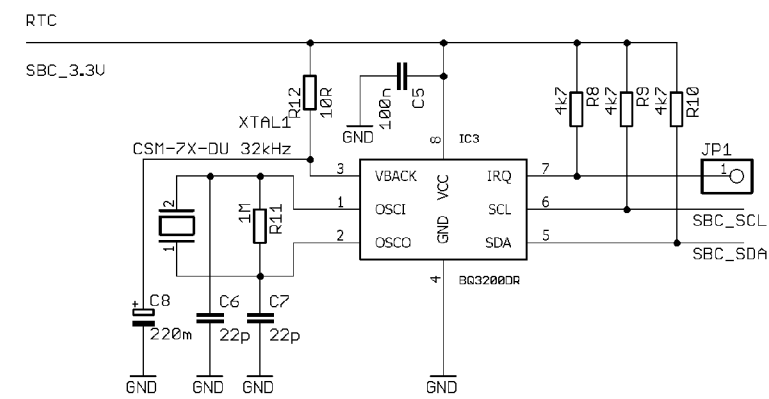 RTC
SBC_3.3V
R12
10R
100n
C5
GND
4k7
R8
4k7
R9
4k7
R10
XTAL1
CSM-7X-DU 32kHz
8
IC3
JP1
1
3
VBACK
VCC
IRQ
7
1
OSCI
SCL
6
SBC_SCL
2
OSCO
GND
SDA
5
SBC_SDA
2
1
1M
R11
4
BQ3200DR
+
C8
220m
C6
22p
C7
22p
GND
GND
GND
GND